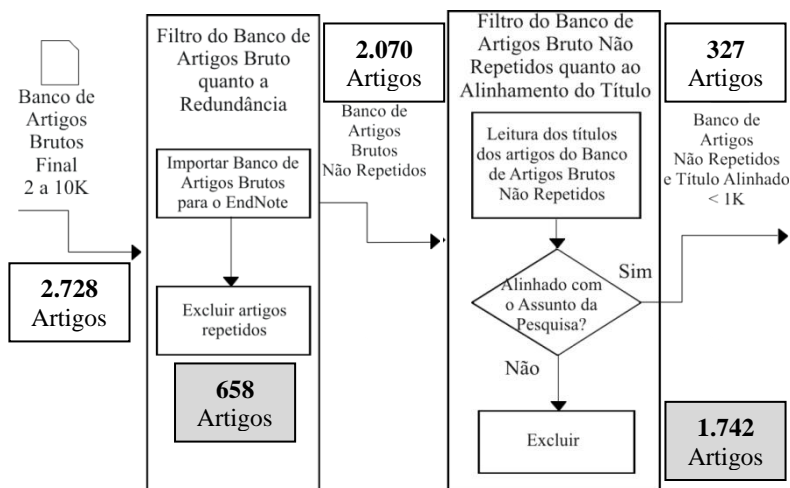 Banco de
Artigos
Brutos
Final
2 a 10K
2.728
Artigos
Filtro do Banco de
Artigos Bruto
quanto a
Redundância
Importar Banco de
Artigos Brutos
para o EndNote
Excluir artigos
repetidos
658
Artigos
2.070
Artigos
Banco de
Artigos
Brutos
Não Repetidos
Filtro do Banco de
Artigos Bruto Não
Repetidos quanto ao
Alinhamento do Título
Leitura dos títulos
dos artigos do Banco
de Artigos Brutos
Não Repetidos
Alinhado com
o Assunto da
Pesquisa?
Sim
Não
Excluir
327
Artigos
Banco de
Artigos
Não Repetidos
e Título Alinhado
< 1K
1.742
Artigos